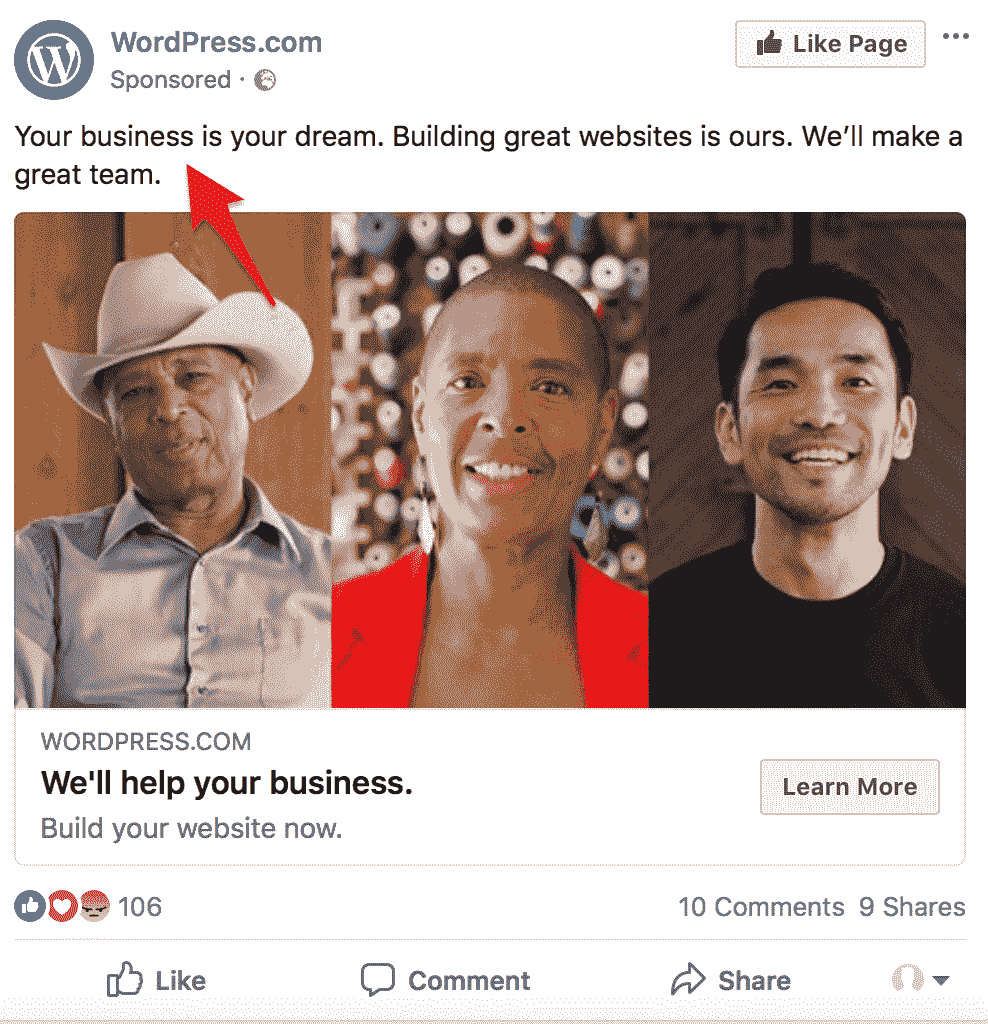 WordPress.com
Like Page
Sponsored ·
Your business is your dream. Building great websites is ours. We’ll make a
great team.
WORDPRESS.COM
We'll help your business.
Learn More
Build your website now.
106
10 Comments 9 Shares
Like Comment Share